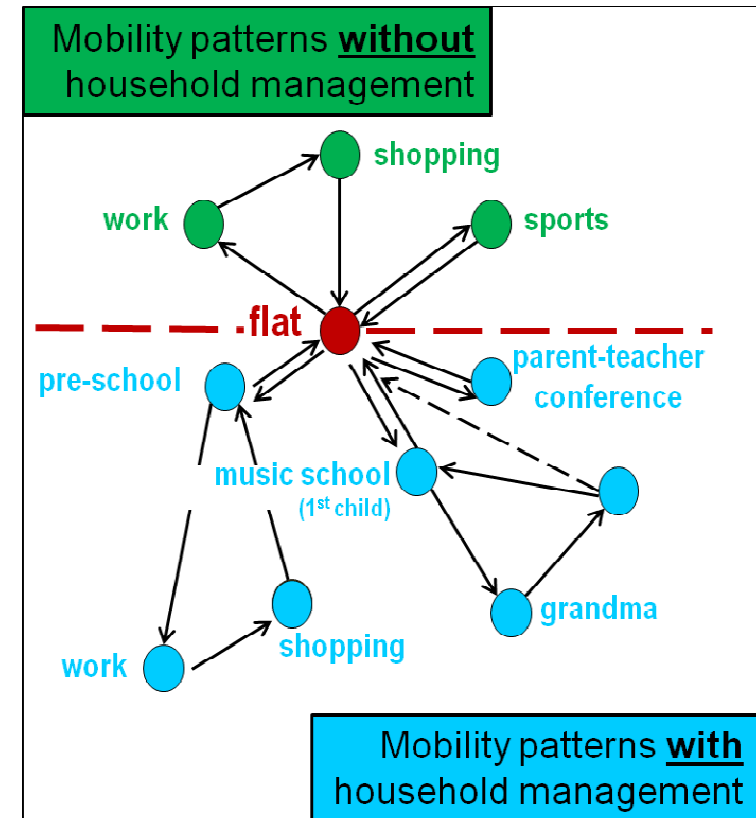 Mobility patterns without
household management
shopping
work
sports
flat
parent-teacher
conference
pre-school
music school
(1st child)
grandma
shopping
work
Mobility patterns with
household management